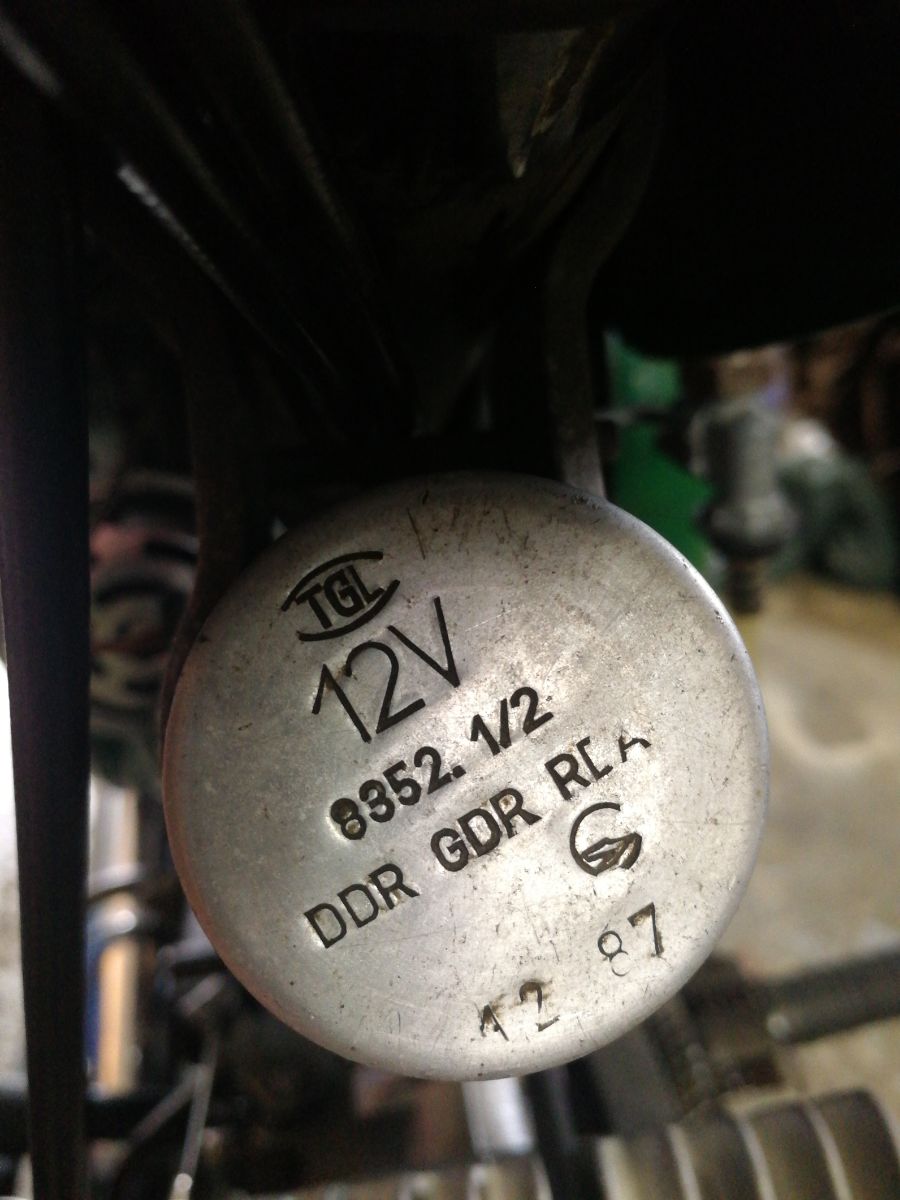 TGL
12V
8352.1/2
DDR GDR RDA
12 87